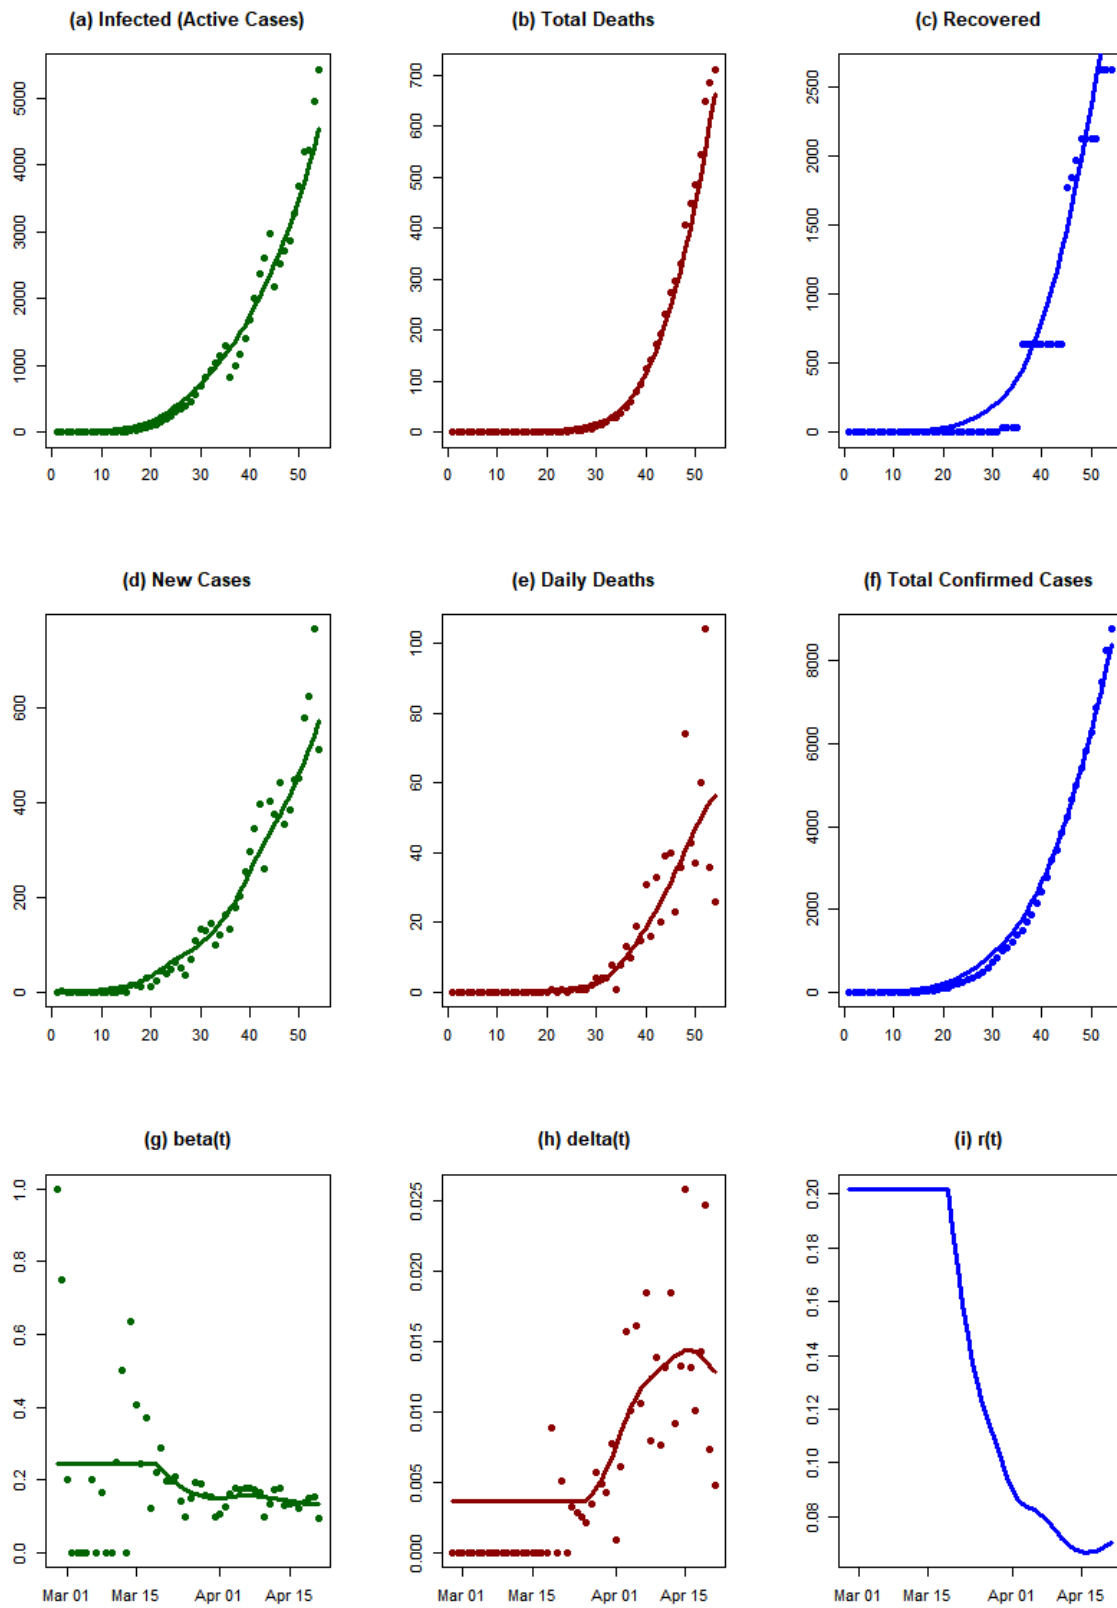 (a) Infected (Active Cases)
(b) Total Deaths
(c) Recovered
0 1000 2000 3000 4000 5000
0 100 200 300 400 500 600 700
0 500 1000 1500 2000 2500
0 10 20 30 40 50
0 10 20 30 40 50
0 10 20 30 40 50
(d) New Cases
(e) Daily Deaths
(f) Total Confirmed Cases
0 200 400 600
0 20 40 60 80 100
0 2000 4000 6000 8000
0 10 20 30 40 50
0 10 20 30 40 50
0 10 20 30 40 50
(g) beta(t)
(h) delta(t)
(i) r(t)
0.0 0.2 0.4 0.6 0.8 1.0
0.000 0.005 0.010 0.015 0.020 0.025
0.08 0.10 0.12 0.14 0.16 0.18 0.20
Mar 01 Mar 15 Apr 01 Apr 15
Mar 01 Mar 15 Apr 01 Apr 15
Mar 01 Mar 15 Apr 01 Apr 15